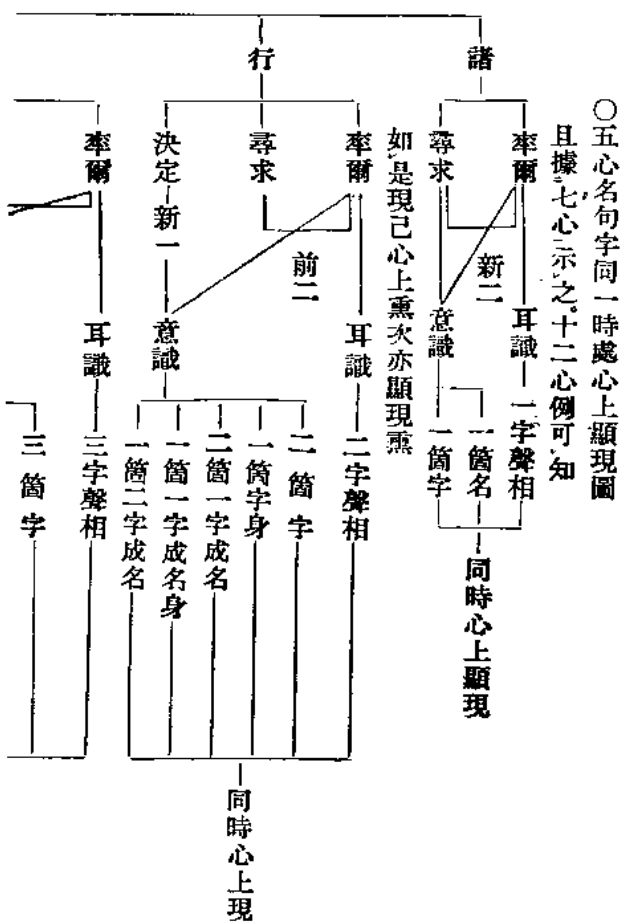 ○五心名句字同一時處心上顯現圖
且據七心示之十二心例可知
諸
率爾
耳識
一字聲相
新二
尋求
意識
一箇名
一箇字
同時心上顯現
如是現已心上熏次亦顯現熏
行
率爾
耳識
二字聲相
前二
尋求
決定
新一
意識
二箇字
一箇字身
二箇一字成名
一箇一字成名身
一箇二字成名
同時心上現
率爾
耳識
三字聲相
三箇字